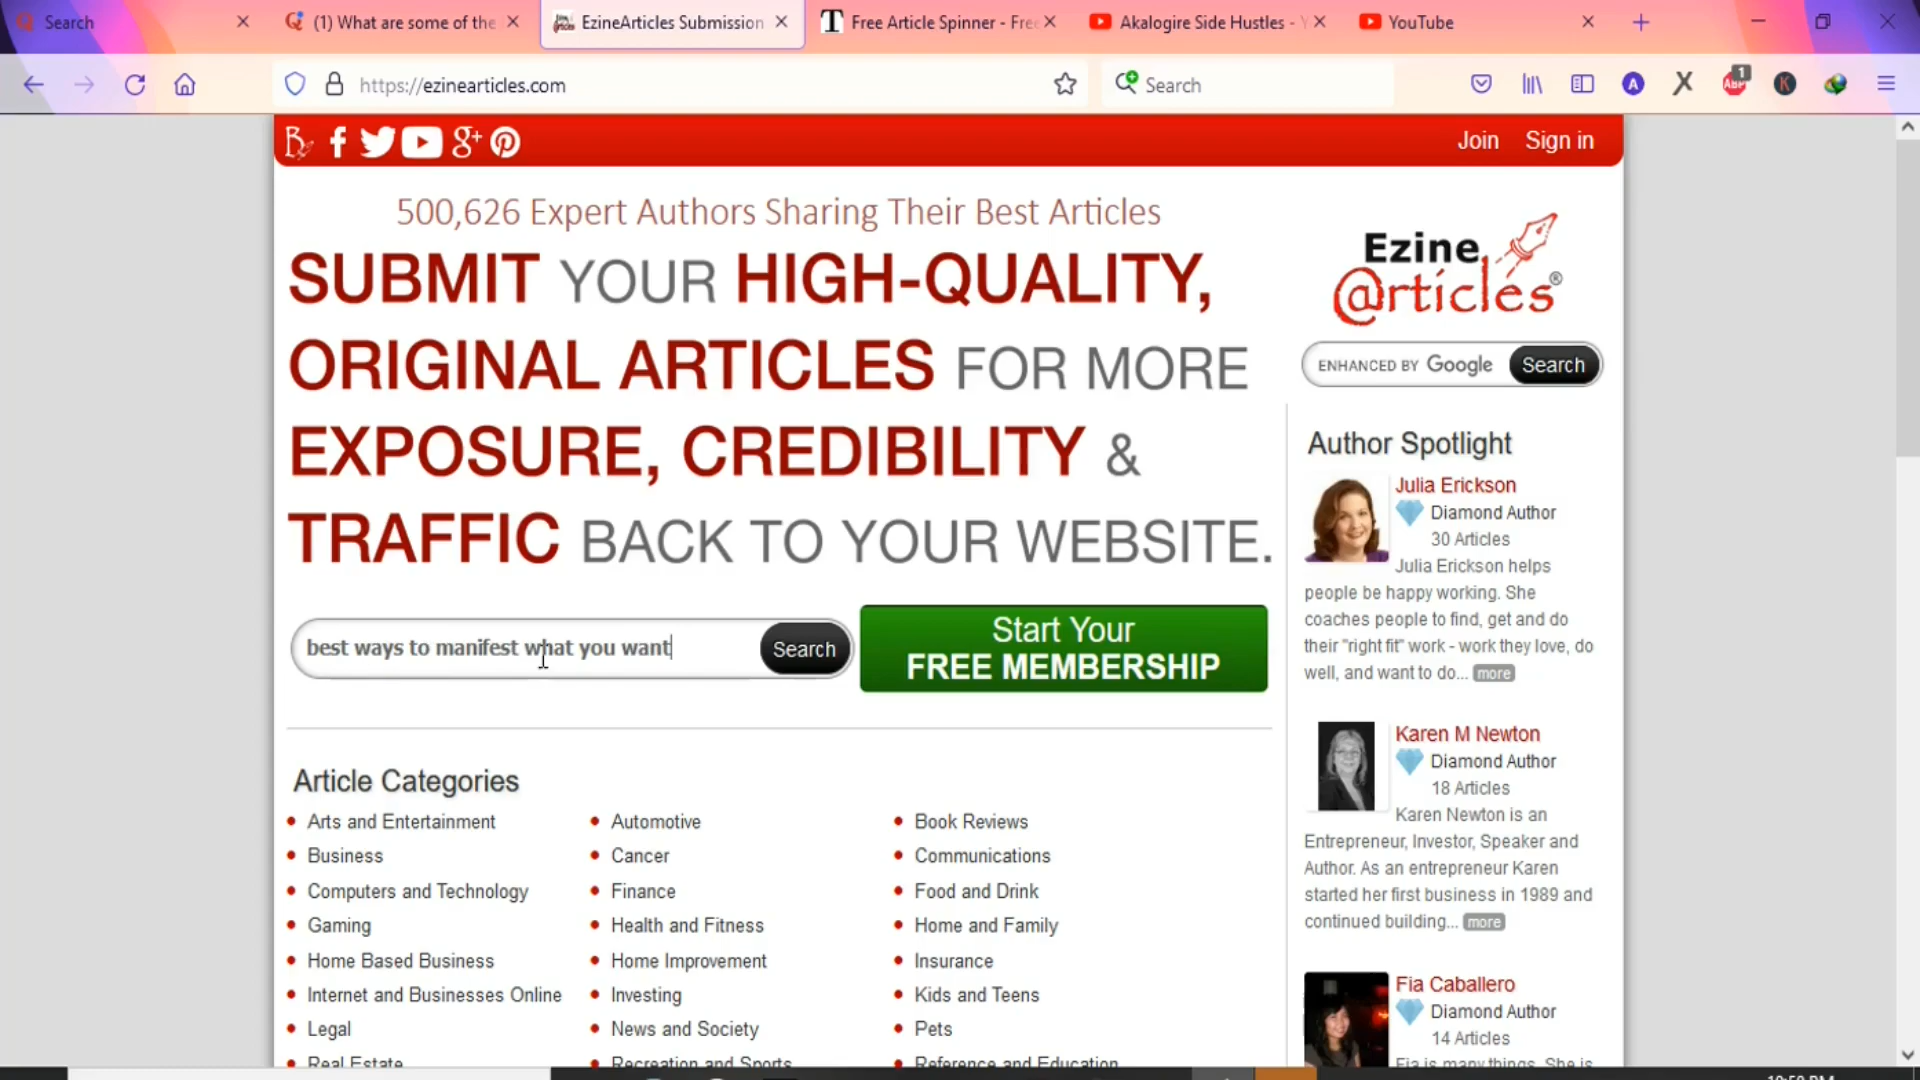 Search
(1) What are some of the
EzineArticles Submission
Free Article Spinner - Fre
Akalogire Side Hustles - Y
YouTube
https://ezinearticles.com
Search
ABP
1
A
K
Join Sign in
500,626 Expert Authors Sharing Their Best Articles
SUBMIT YOUR HIGH-QUALITY,
ORIGINAL ARTICLES FOR MORE
EXPOSURE, CREDIBILITY &
TRAFFIC BACK TO YOUR WEBSITE.
best ways to manifest what you want
Search
Start Your
FREE MEMBERSHIP
Ezine
@rticles®
ENHANCED BY Google
Search
Article Categories
Arts and Entertainment
Business
Computers and Technology
Gaming
Home Based Business
Internet and Businesses Online
Legal
Real Estate
Automotive
Cancer
Finance
Health and Fitness
Home Improvement
Investing
News and Society
Recreation and Sports
Book Reviews
Communications
Food and Drink
Home and Family
Insurance
Kids and Teens
Pets
Reference and Education
Author Spotlight
Julia Erickson
Diamond Author
30 Articles
Julia Erickson helps
people be happy working. She
coaches people to find, get and do
their "right fit" work - work they love, do
well, and want to do... more
Karen M Newton
Diamond Author
18 Articles
Karen Newton is an
Entrepreneur, Investor, Speaker and
Author. As an entrepreneur Karen
started her first business in 1989 and
continued building... more
Fia Caballero
Diamond Author
14 Articles
Fia is many things. She is